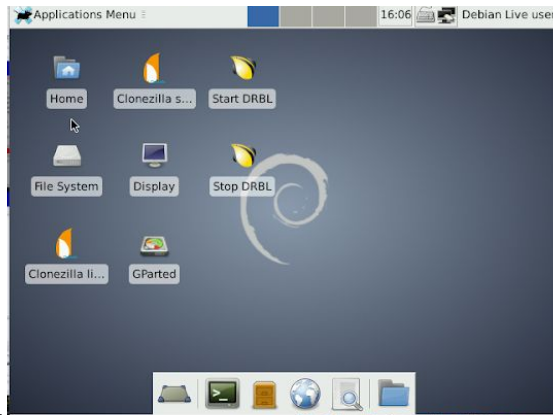 Applications Menu
16:06
Debian Live user
Home
Clonezilla s...
Start DRBL
File System
Display
Stop DRBL
Clonezilla li...
GParted